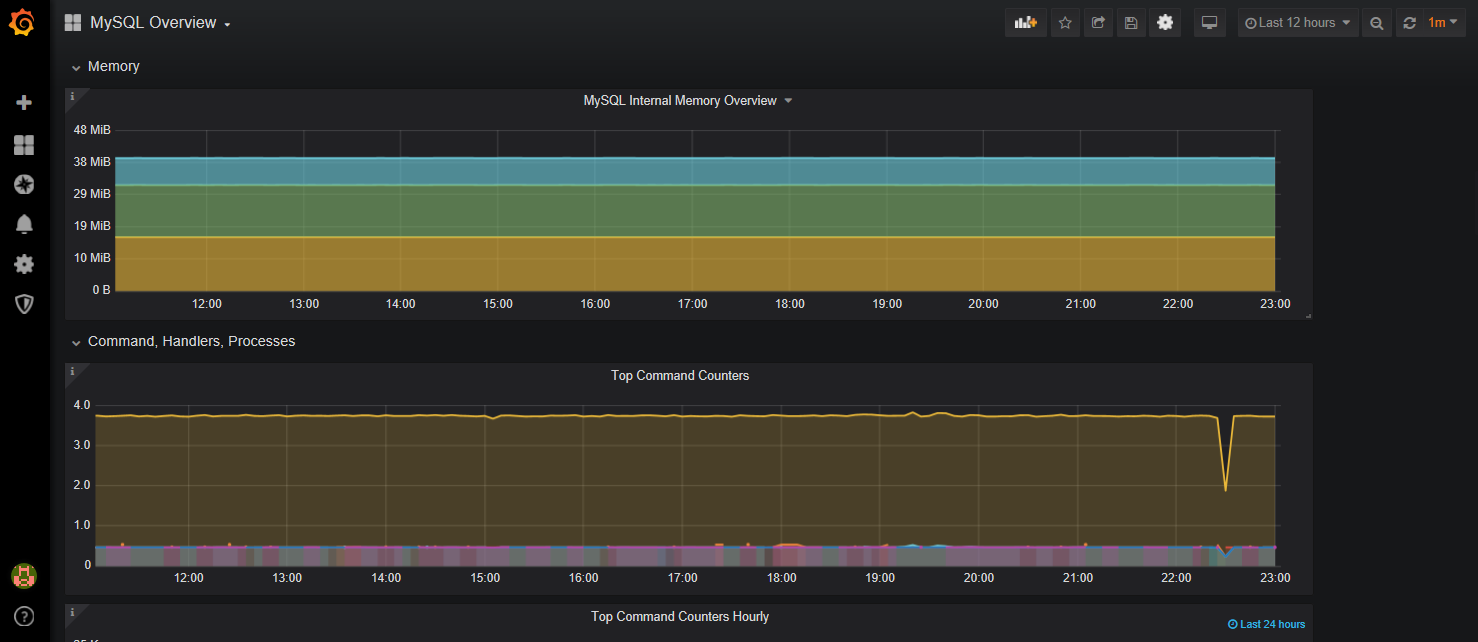 MySQL Overview
Last 12 hours
1m
Memory
MySQL Internal Memory Overview
48 MiB
38 MiB
29 MiB
19 MiB
10 MiB
0 B
12:00 13:00 14:00 15:00 16:00 17:00 18:00 19:00 20:00 21:00 22:00 23:00
Command, Handlers, Processes
Top Command Counters
4.0
3.0
2.0
1.0
0
12:00 13:00 14:00 15:00 16:00 17:00 18:00 19:00 20:00 21:00 22:00 23:00
Top Command Counters Hourly
Last 24 hours